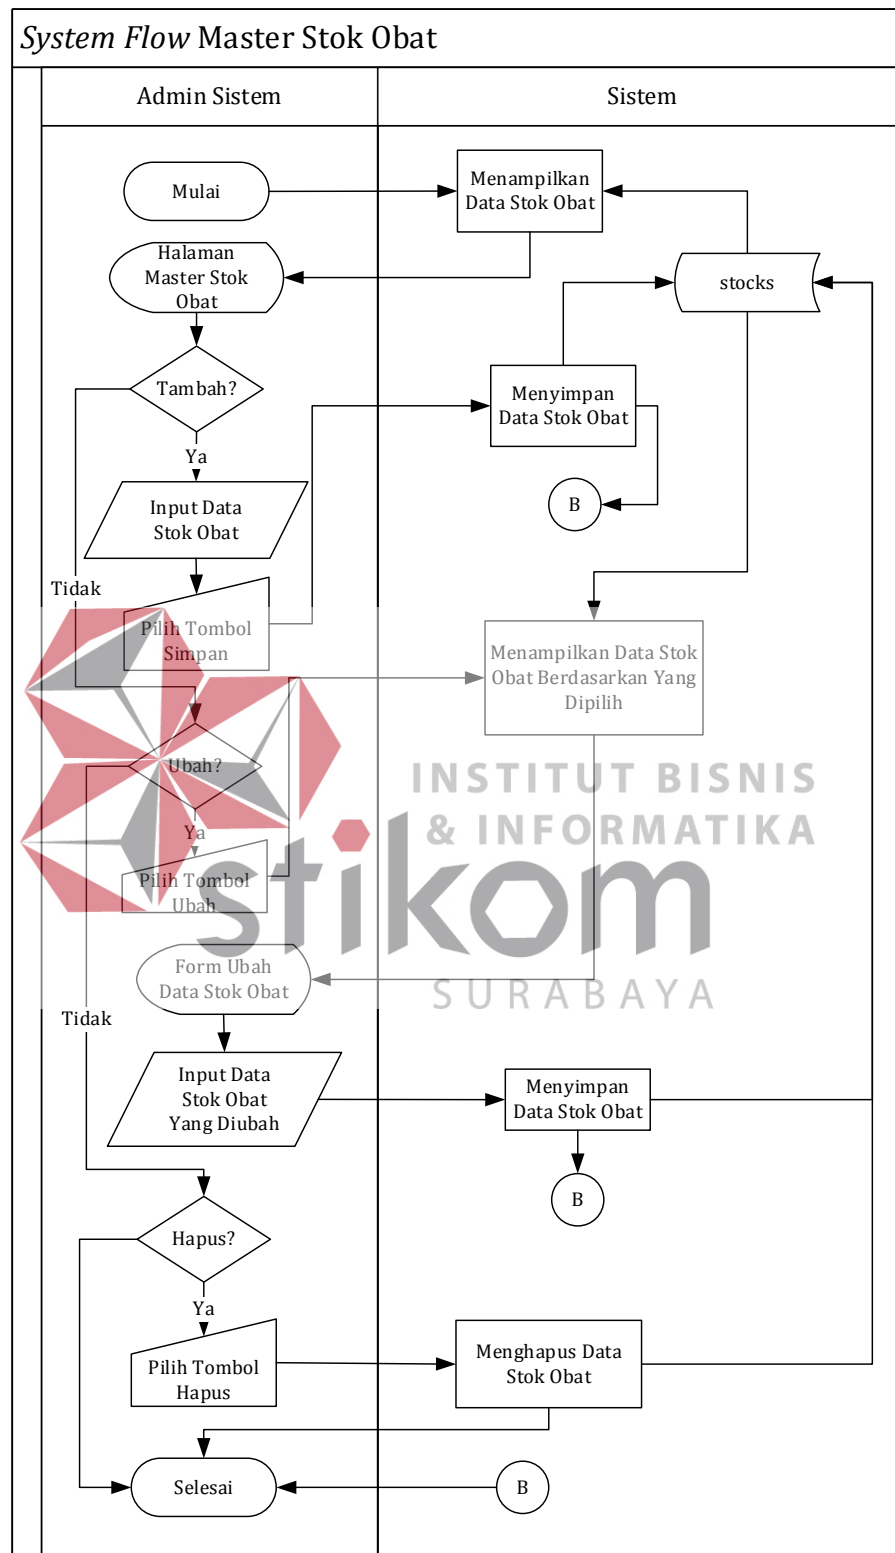 System Flow Master Stok Obat
Admin Sistem
Sistem
Mulai
Menampilkan
Data Stok Obat
Halaman
Master Stok
Obat
stocks
Tambah?
Menyimpan
Data Stok Obat
Ya
Input Data
Stok Obat
B
Tidak
Pilih Tombol
Simpan
Menampilkan Data Stok
Obat Berdasarkan Yang
Dipilih
Ubah?
INSTITUT BISNIS
& INFORMATIKA
Ya
stikom
Pilih Tombol
Ubah
Form Ubah
Data Stok Obat
SURABAYA
Tidak
Input Data
Stok Obat
Yang Diubah
Menyimpan
Data Stok Obat
B
Hapus?
Ya
Pilih Tombol
Hapus
Menghapus Data
Stok Obat
Selesai
B